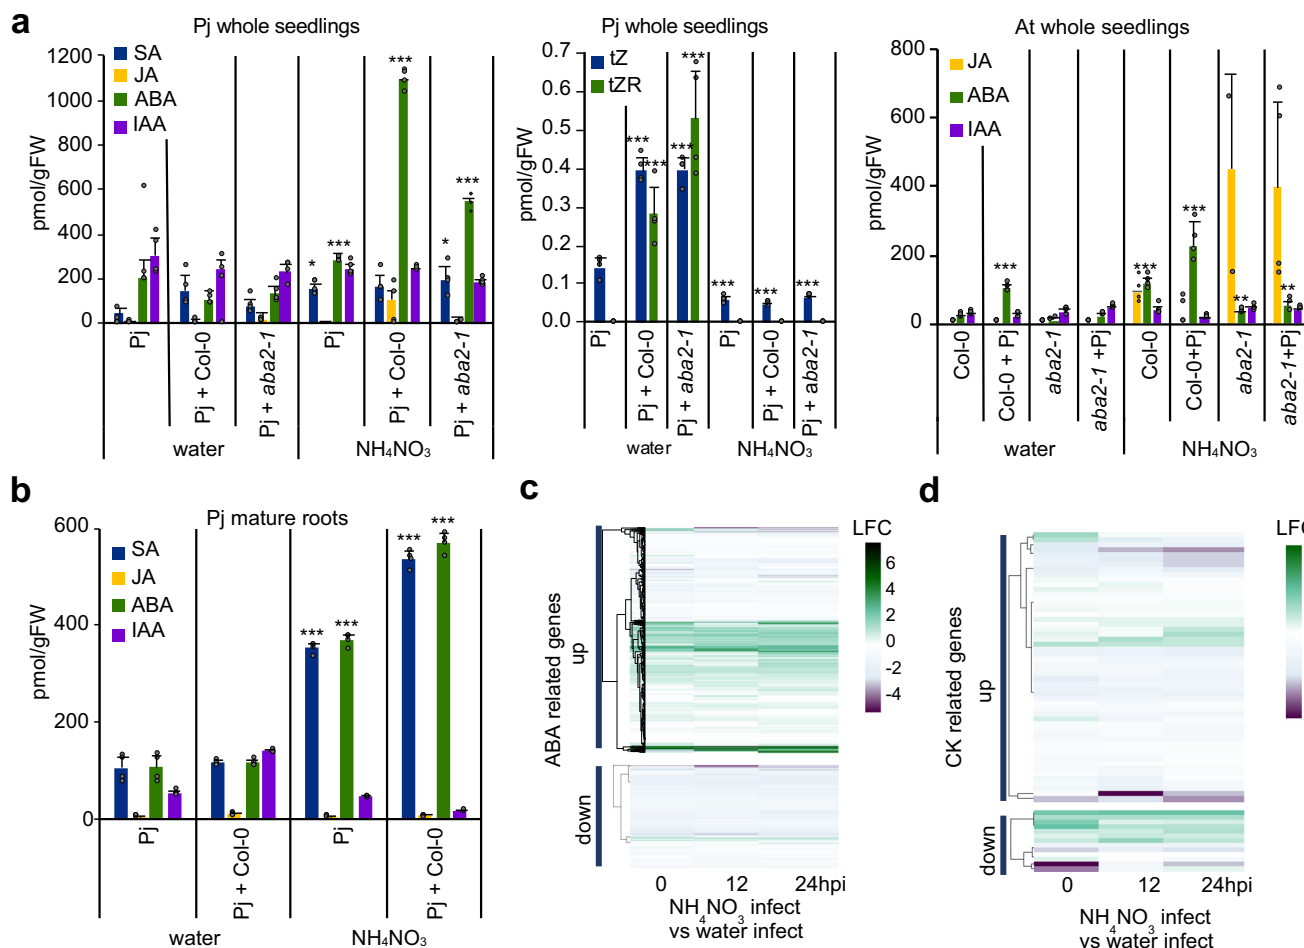 a
Pj whole seedlings
pmol/gFW
1200
1000
800
600
400
200
0
SA
JA
ABA
IAA
*
***
***
*
***
Pj
Pj + Col-0
Pj + aba2-1
Pj
Pj + Col-0
Pj + aba2-1
water
NH₄NO₃
Pj whole seedlings
pmol/gFW
0.7
0.6
0.5
0.4
0.3
0.2
0.1
0
tZ
tZR
***
***
***
***
***
***
***
Pj
Pj + Col-0
Pj + aba2-1
Pj
Pj + Col-0
Pj + aba2-1
water
NH₄NO₃
At whole seedlings
pmol/gFW
800
600
400
200
0
JA
ABA
IAA
***
***
***
**
**
Col-0
Col-0 + Pj
aba2-1
aba2-1 +Pj
Col-0
Col-0+Pj
aba2-1
aba2-1+Pj
water
NH₄NO₃
b
Pj mature roots
pmol/gFW
600
400
200
0
SA
JA
ABA
IAA
***
***
***
***
Pj
Pj + Col-0
Pj
Pj + Col-0
water
NH₄NO₃
c
ABA related genes
up
down
LFC
6
4
2
0
-2
-4
0 12 24hpi
NH₄NO₃ infect
vs water infect
d
CK related genes
up
down
LFC
0 12 24hpi
NH₄NO₃ infect
vs water infect